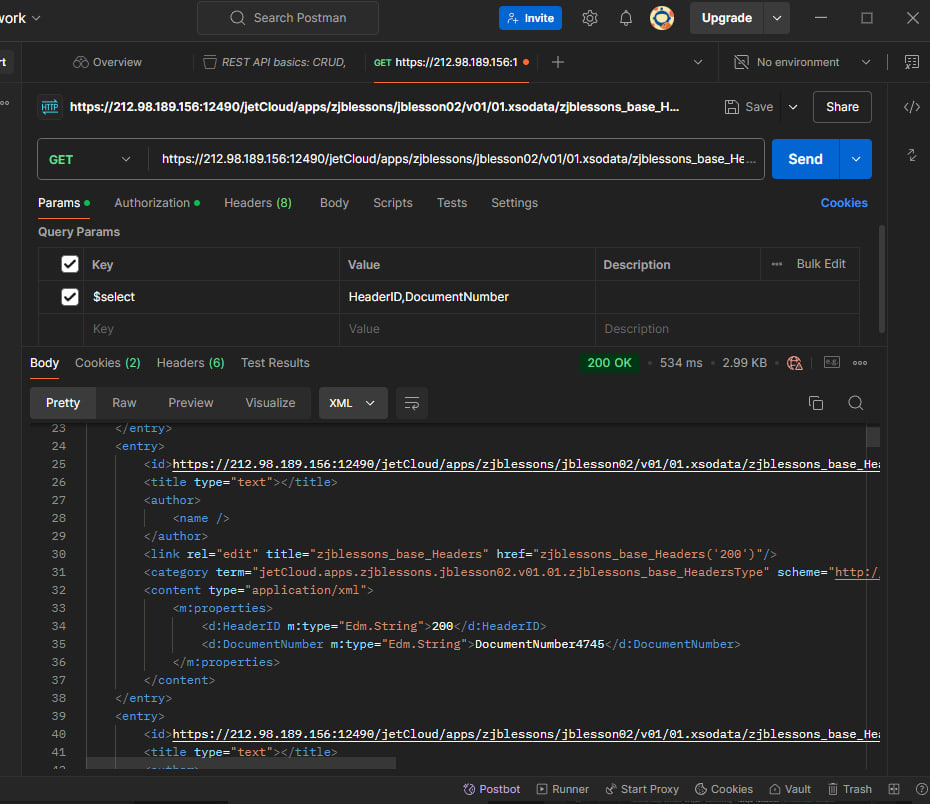 work
Search Postman
Invite
Upgrade
rt
Overview
REST API basics: CRUD,
GET https://212.98.189.156:1
No environment
HTTP https://212.98.189.156:12490/jetCloud/apps/zjblessons/jblesson02/v01/01.xsodata/zjblessons_base_H...
Save
Share
GET
https://212.98.189.156:12490/jetCloud/apps/zjblessons/jblesson02/v01/01.xsodata/zjblessons_base_He...
Send
Params
Authorization
Headers (8)
Body
Scripts
Tests
Settings
Cookies
Query Params
Key Value Description ... Bulk Edit
$select HeaderID,DocumentNumber
Key Value Description
Body Cookies (2) Headers (6) Test Results 200 OK • 534 ms • 2.99 KB • e.g. ...
Pretty Raw Preview Visualize XML
23 </entry>
24 <entry>
25 <id>https://212.98.189.156:12490/jetCloud/apps/zjblessons/jblesson02/v01/01.xsodata/zjblessons_base_Hea
26 <title type="text"></title>
27 <author>
28 <name />
29 </author>
30 <link rel="edit" title="zjblessons_base_Headers" href="zjblessons_base_Headers('200')"/>
31 <category term="jetCloud.apps.zjblessons.jblesson02.v01.01.zjblessons_base_HeadersType" scheme="http:/
32 <content type="application/xml">
33 <m:properties>
34 <d:HeaderID m:type="Edm.String">200</d:HeaderID>
35 <d:DocumentNumber m:type="Edm.String">DocumentNumber4745</d:DocumentNumber>
36 </m:properties>
37 </content>
38 </entry>
39 <entry>
40 <id>https://212.98.189.156:12490/jetCloud/apps/zjblessons/jblesson02/v01/01.xsodata/zjblessons_base_Hea
41 <title type="text"></title>
42 <author>
Postbot Runner Start Proxy Cookies Vault Trash